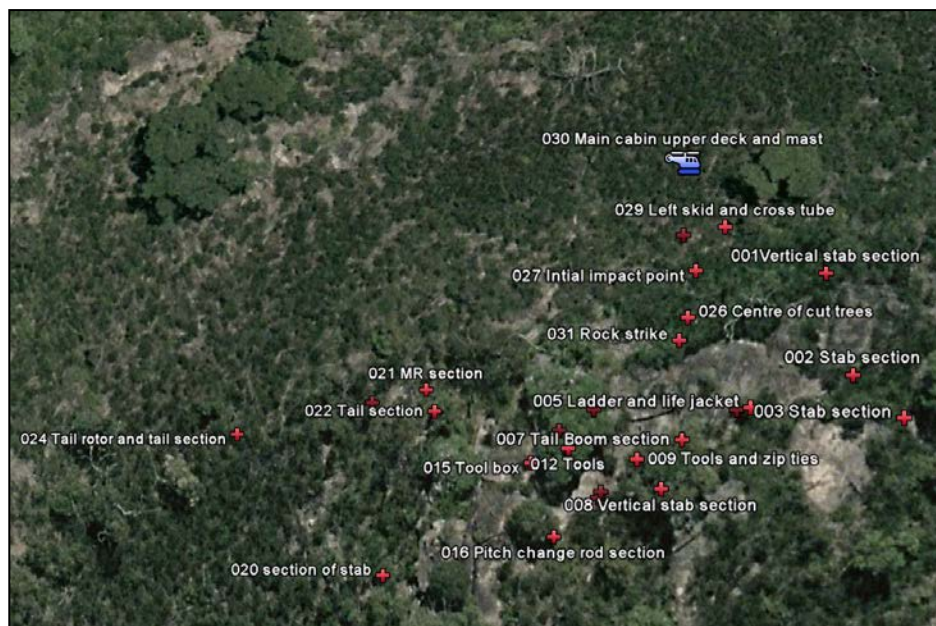 030 Main cabin upper deck and mast
029 Left skid and cross tube
001Vertical stab section
027 Intial impact point
026 Centre of cut trees
031 Rock strike
002 Stab section
021 MR section
005 Ladder and life jacket
022 Tail section
003 Stab section
024 Tail rotor and tail section
007 Tail Boom section
015 Tool box
012 Tools
009 Tools and zip ties
008 Vertical stab section
016 Pitch change rod section
020 section of stab